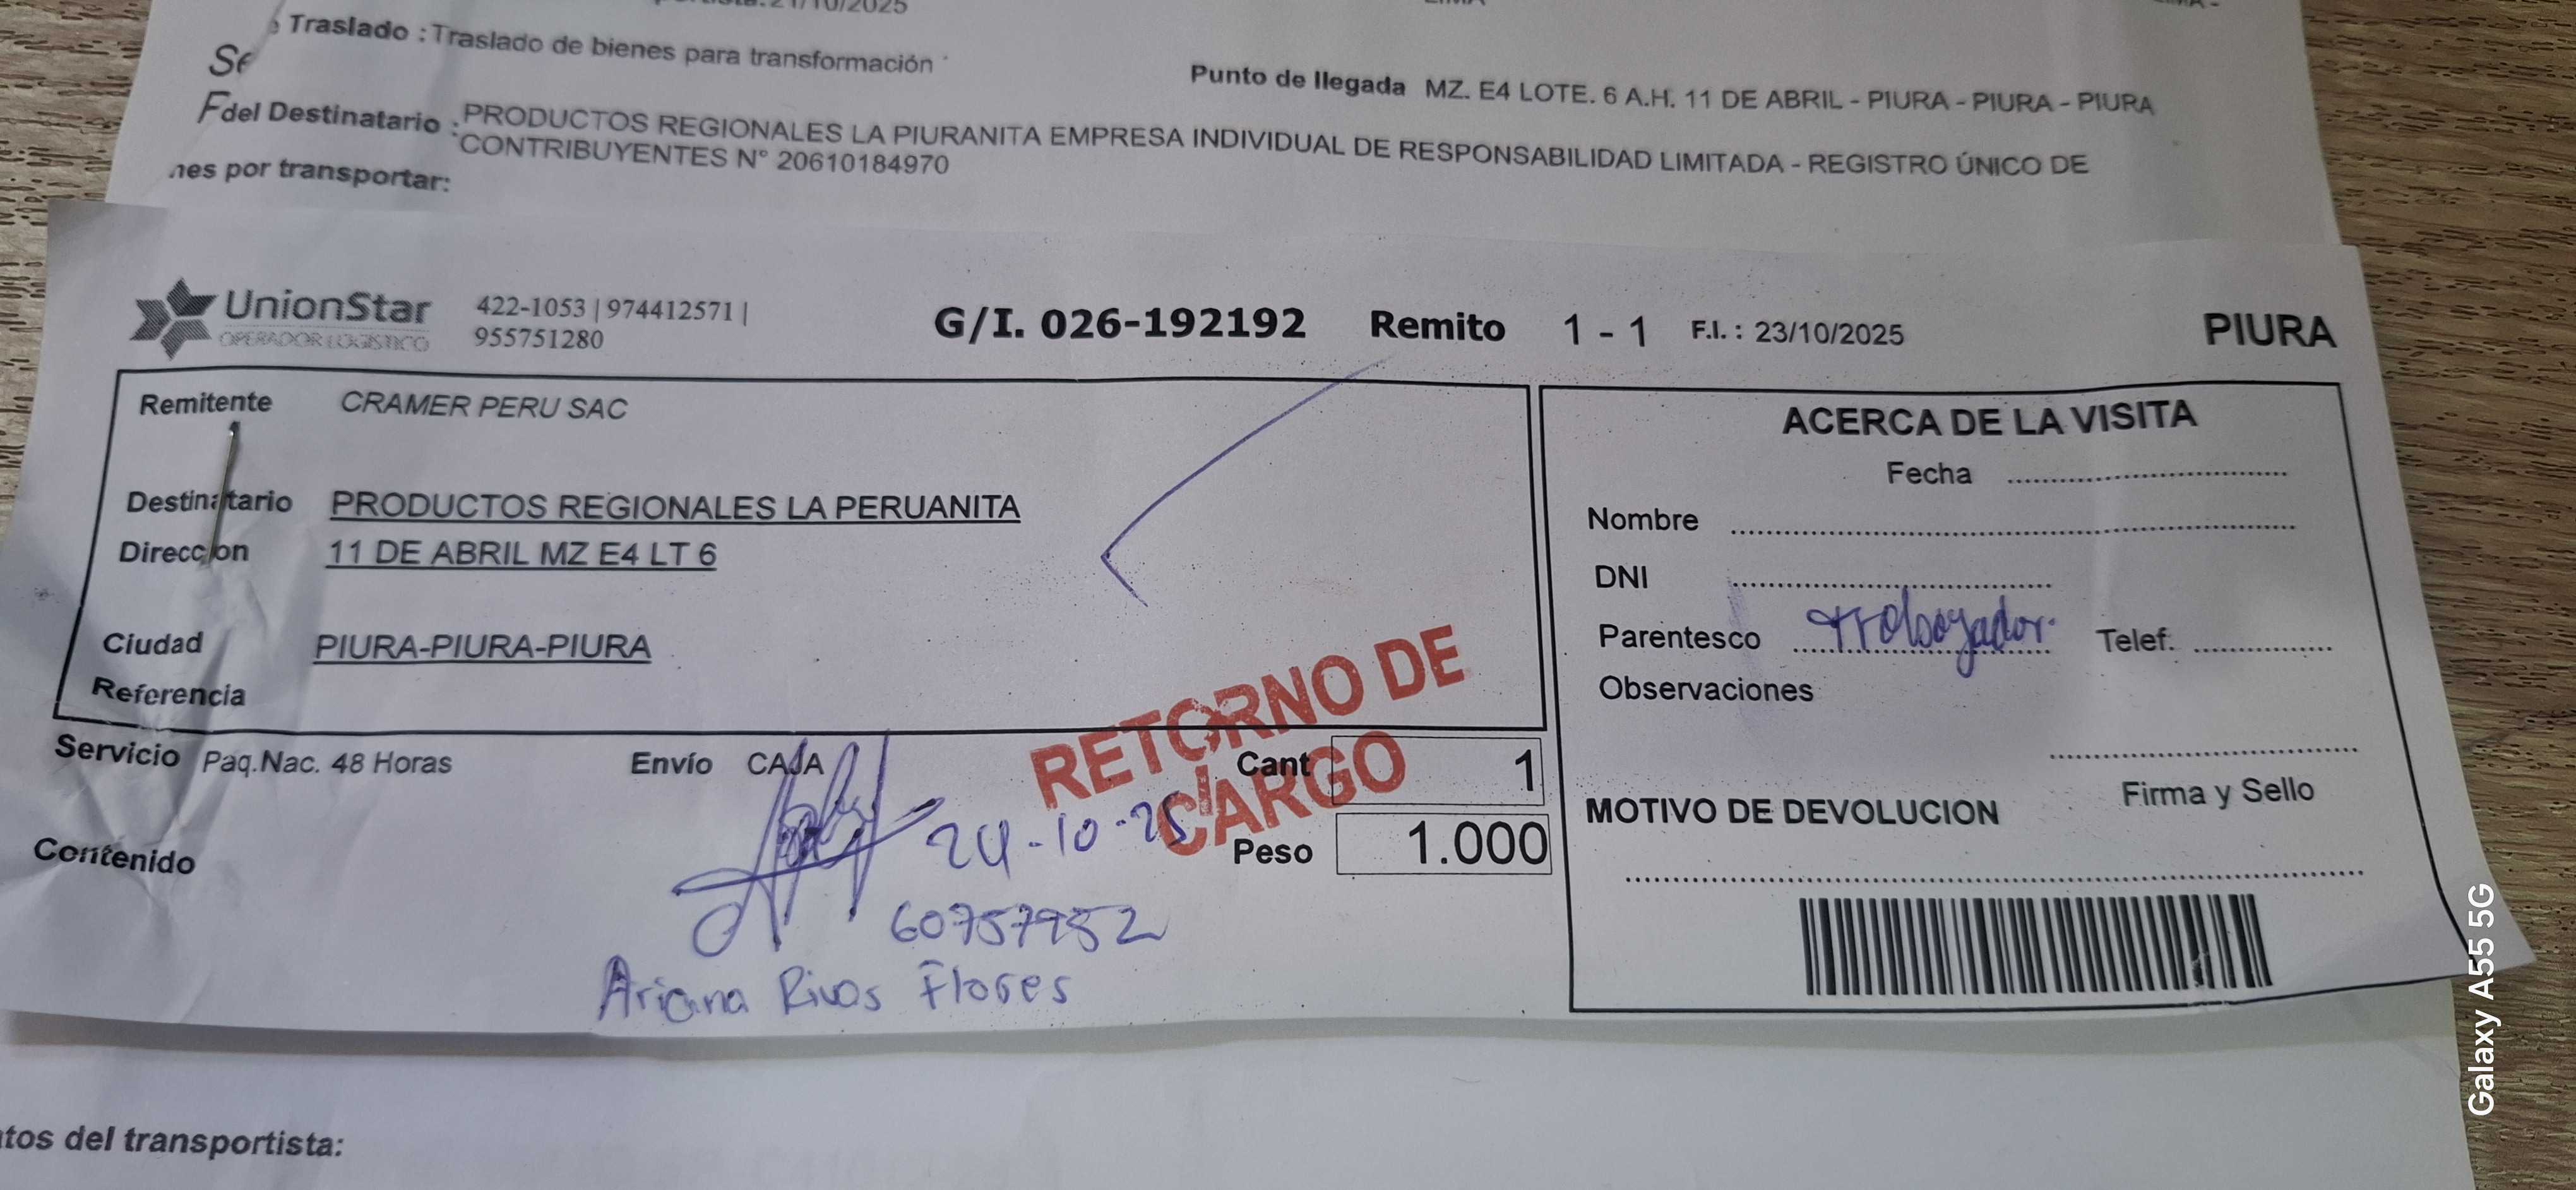 21/10/2025
Traslado : Traslado de bienes para transformación
Punto de llegada MZ. E4 LOTE. 6 A.H. 11 DE ABRIL - PIURA - PIURA - PIURA
del Destinatario : PRODUCTOS REGIONALES LA PIURANITA EMPRESA INDIVIDUAL DE RESPONSABILIDAD LIMITADA - REGISTRO ÚNICO DE
CONTRIBUYENTES N° 20610184970
nes por transportar:
UnionStar
OPERADOR LOGISTICO
422-1053 | 974412571 |
955751280
G/I. 026-192192 Remito 1 - 1 F.I. : 23/10/2025 PIURA
Remitente CRAMER PERU SAC
Destinatario PRODUCTOS REGIONALES LA PERUANITA
Direccion 11 DE ABRIL MZ E4 LT 6
Ciudad PIURA-PIURA-PIURA
Referencia
Servicio Paq.Nac. 48 Horas Envío CAJA Cant 1
RETORNO DE
CARGO
24-10-25
Peso 1.000
Contenido
60757952
Ariana Rivas Flores
ACERCA DE LA VISITA
Fecha
Nombre
DNI
Parentesco trabajador Telef.
Observaciones
Firma y Sello
MOTIVO DE DEVOLUCION
tos del transportista:
Galaxy A55 5G